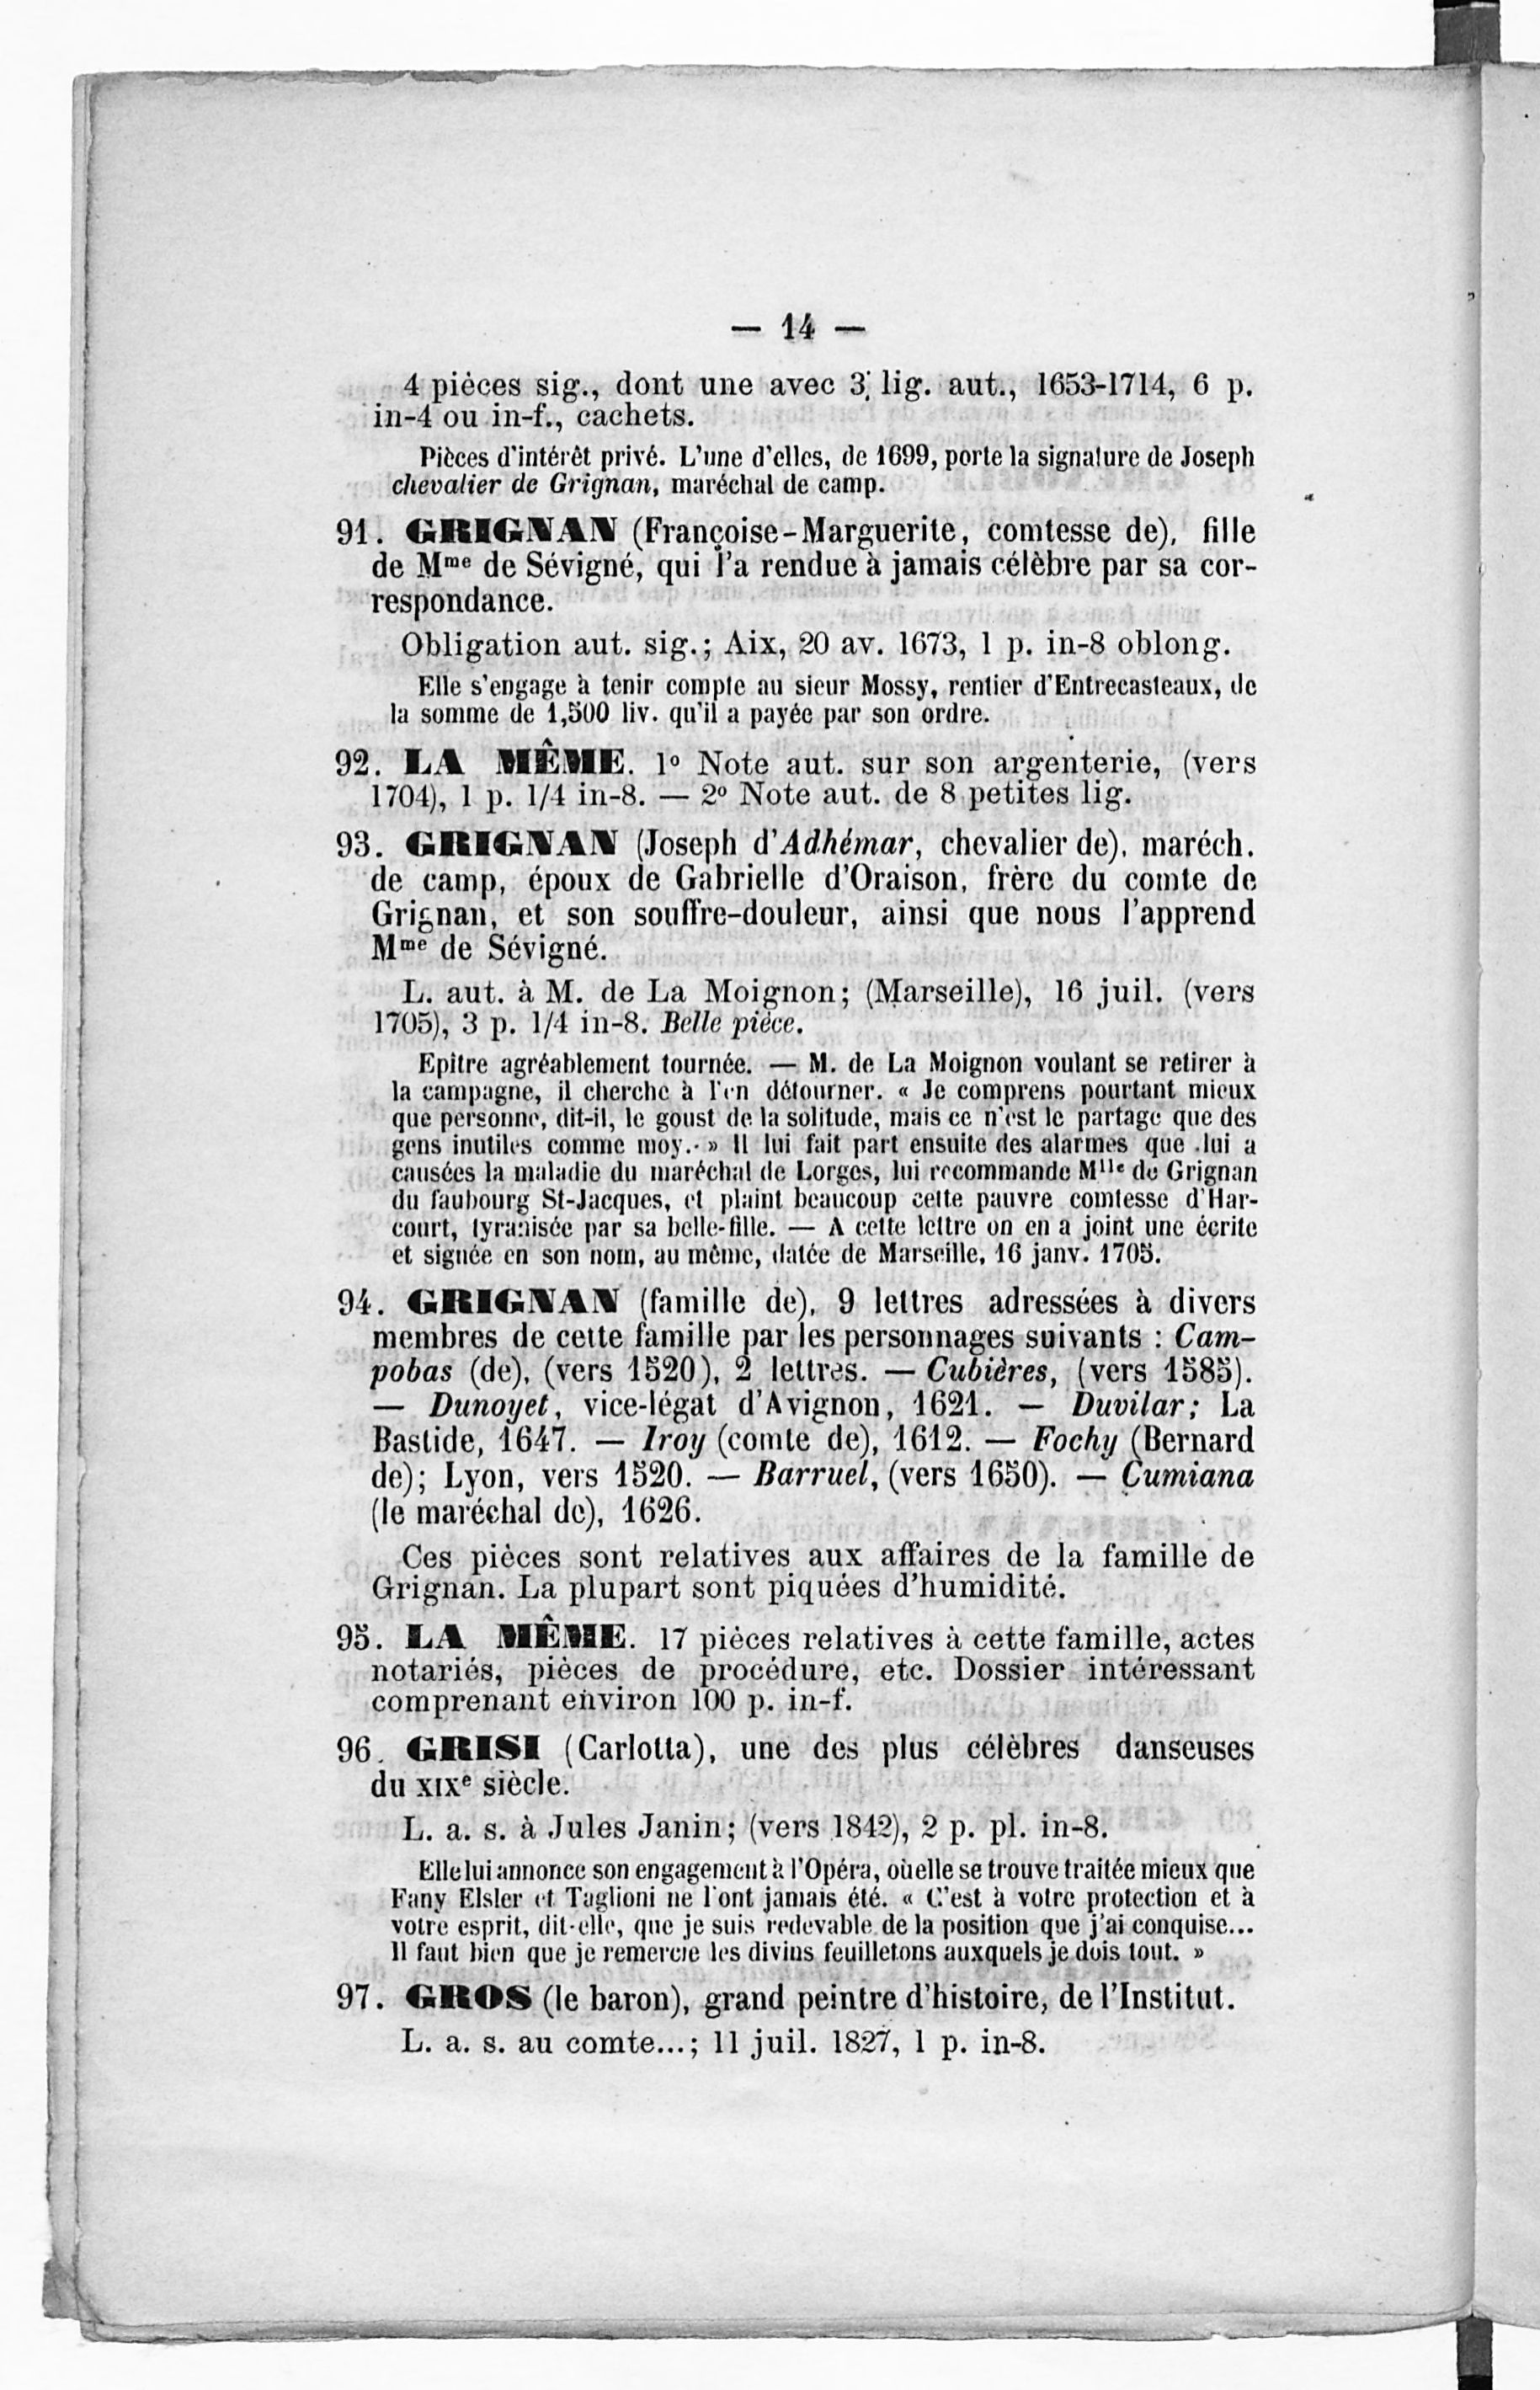 — 14 —
4 pièces sig., dont une avec 3 lig. aut., 1653-1714, 6 p.
in-4 ou in-f., cachets.
Pièces d'intérêt privé. L'une d'elles, de 1699, porte la signature de Joseph
chevalier de Grignan, maréchal de camp.
91. GRIGNAN (Françoise-Marguerite, comtesse de), fille
de Mme de Sévigné, qui l'a rendue à jamais célèbre par sa cor-
respondance.
Obligation aut. sig.; Aix, 20 av. 1673, 1 p. in-8 oblong.
Elle s'engage à tenir compte au sieur Mossy, rentier d'Entrecasteaux, de
la somme de 1,500 liv. qu'il a payée par son ordre.
92. LA MÊME. 1º Note aut. sur son argenterie, (vers
1704), 1 p. 1/4 in-8. — 2º Note aut. de 8 petites lig.
93. GRIGNAN (Joseph d'Adhémar, chevalier de), maréch.
de camp, époux de Gabrielle d'Oraison, frère du comte de
Grignan, et son souffre-douleur, ainsi que nous l'apprend
Mme de Sévigné.
L. aut. à M. de La Moignon; (Marseille), 16 juil. (vers
1705), 3 p. 1/4 in-8. Belle pièce.
Epître agréablement tournée. — M. de La Moignon voulant se retirer à
la campagne, il cherche à l'en détourner. « Je comprens pourtant mieux
que personne, dit-il, le goust de la solitude, mais ce n'est le partage que des
gens inutiles comme moy. » Il lui fait part ensuite des alarmes que lui a
causées la maladie du maréchal de Lorges, lui recommande Mlle de Grignan
du faubourg St-Jacques, et plaint beaucoup cette pauvre comtesse d'Har-
court, tyranisée par sa belle-fille. — A cette lettre on en a joint une écrite
et signée en son nom, au même, datée de Marseille, 16 janv. 1705.
94. GRIGNAN (famille de), 9 lettres adressées à divers
membres de cette famille par les personnages suivants : Cam-
pobas (de), (vers 1520), 2 lettres. — Cubières, (vers 1585).
— Dunoyet, vice-légat d'Avignon, 1621. — Duvilar; La
Bastide, 1647. — Iroy (comte de), 1612. — Fochy (Bernard
de); Lyon, vers 1520. — Barruel, (vers 1650). — Cumiana
(le maréchal de), 1626.
Ces pièces sont relatives aux affaires de la famille de
Grignan. La plupart sont piquées d'humidité.
95. LA MÊME. 17 pièces relatives à cette famille, actes
notariés, pièces de procédure, etc. Dossier intéressant
comprenant environ 100 p. in-f.
96. GRISI (Carlotta), une des plus célèbres danseuses
du XIXe siècle.
L. a. s. à Jules Janin; (vers 1842), 2 p. pl. in-8.
Elle lui annonce son engagement à l'Opéra, où elle se trouve traitée mieux que
Fany Elsler et Taglioni ne l'ont jamais été. « C'est à votre protection et à
votre esprit, dit-elle, que je suis redevable de la position que j'ai conquise...
Il faut bien que je remercie les divins feuilletons auxquels je dois tout. »
97. GROS (le baron), grand peintre d'histoire, de l'Institut.
L. a. s. au comte...; 11 juil. 1827, 1 p. in-8.